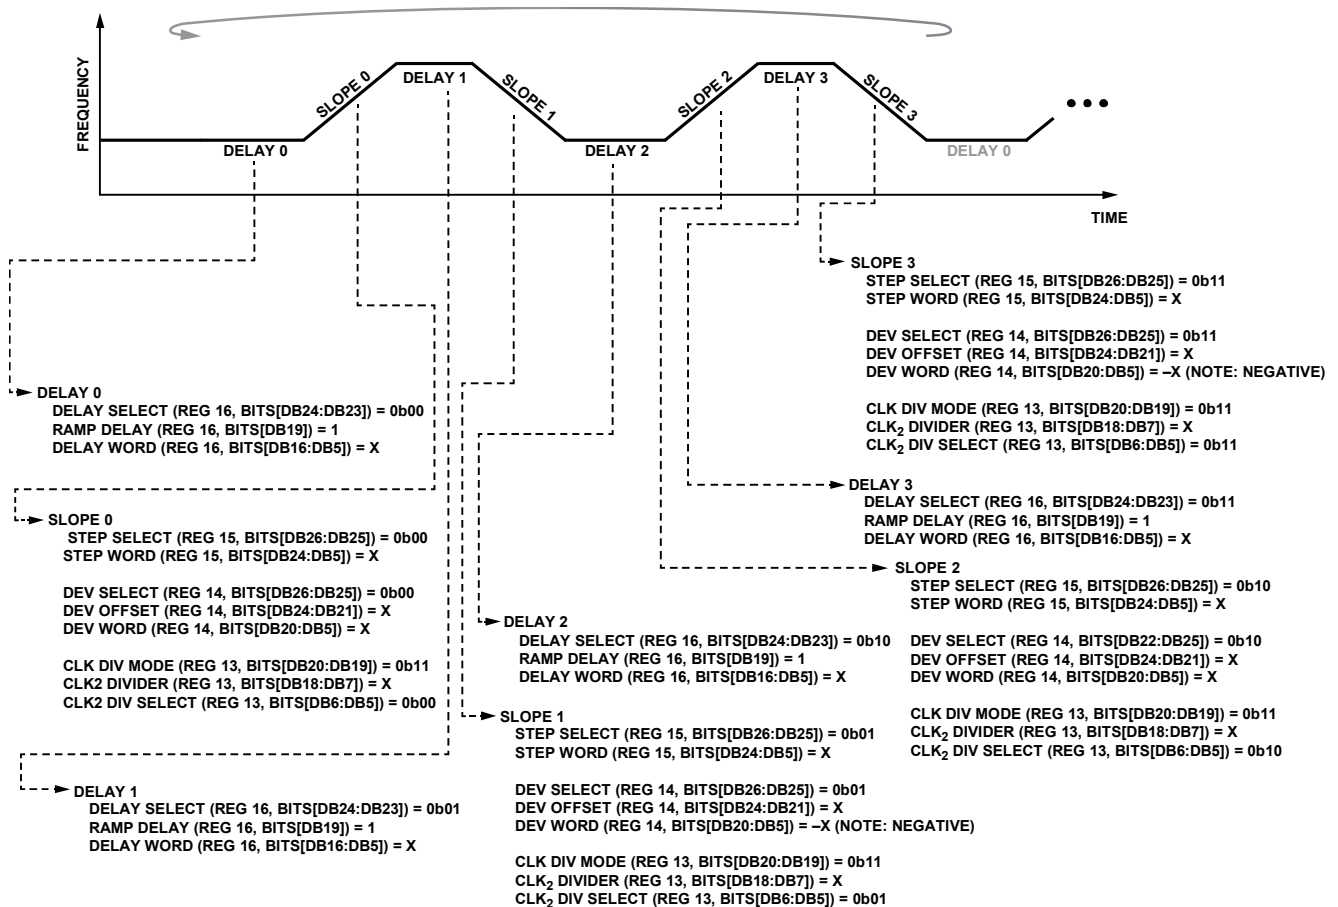 FREQUENCY
SLOPE 0
DELAY 1
SLOPE 1
SLOPE 2
DELAY 3
SLOPE 3
DELAY 0
DELAY 2
DELAY 0
TIME
DELAY 0
DELAY SELECT (REG 16, BITS[DB24:DB23]) = 0b00
RAMP DELAY (REG 16, BITS[DB19]) = 1
DELAY WORD (REG 16, BITS[DB16:DB5]) = X
SLOPE 0
STEP SELECT (REG 15, BITS[DB26:DB25]) = 0b00
STEP WORD (REG 15, BITS[DB24:DB5]) = X
DEV SELECT (REG 14, BITS[DB26:DB25]) = 0b00
DEV OFFSET (REG 14, BITS[DB24:DB21]) = X
DEV WORD (REG 14, BITS[DB20:DB5]) = X
CLK DIV MODE (REG 13, BITS[DB20:DB19]) = 0b11
CLK2 DIVIDER (REG 13, BITS[DB18:DB7]) = X
CLK2 DIV SELECT (REG 13, BITS[DB6:DB5]) = 0b00
DELAY 1
DELAY SELECT (REG 16, BITS[DB24:DB23]) = 0b01
RAMP DELAY (REG 16, BITS[DB19]) = 1
DELAY WORD (REG 16, BITS[DB16:DB5]) = X
DELAY 2
DELAY SELECT (REG 16, BITS[DB24:DB23]) = 0b10
RAMP DELAY (REG 16, BITS[DB19]) = 1
DELAY WORD (REG 16, BITS[DB16:DB5]) = X
SLOPE 1
STEP SELECT (REG 15, BITS[DB26:DB25]) = 0b01
STEP WORD (REG 15, BITS[DB24:DB5]) = X
DEV SELECT (REG 14, BITS[DB26:DB25]) = 0b01
DEV OFFSET (REG 14, BITS[DB24:DB21]) = X
DEV WORD (REG 14, BITS[DB20:DB5]) = –X (NOTE: NEGATIVE)
CLK DIV MODE (REG 13, BITS[DB20:DB19]) = 0b11
CLK2 DIVIDER (REG 13, BITS[DB18:DB7]) = X
CLK2 DIV SELECT (REG 13, BITS[DB6:DB5]) = 0b01
SLOPE 3
STEP SELECT (REG 15, BITS[DB26:DB25]) = 0b11
STEP WORD (REG 15, BITS[DB24:DB5]) = X
DEV SELECT (REG 14, BITS[DB26:DB25]) = 0b11
DEV OFFSET (REG 14, BITS[DB24:DB21]) = X
DEV WORD (REG 14, BITS[DB20:DB5]) = –X (NOTE: NEGATIVE)
CLK DIV MODE (REG 13, BITS[DB20:DB19]) = 0b11
CLK2 DIVIDER (REG 13, BITS[DB18:DB7]) = X
CLK2 DIV SELECT (REG 13, BITS[DB6:DB5]) = 0b11
DELAY 3
DELAY SELECT (REG 16, BITS[DB24:DB23]) = 0b11
RAMP DELAY (REG 16, BITS[DB19]) = 1
DELAY WORD (REG 16, BITS[DB16:DB5]) = X
SLOPE 2
STEP SELECT (REG 15, BITS[DB26:DB25]) = 0b10
STEP WORD (REG 15, BITS[DB24:DB5]) = X
DEV SELECT (REG 14, BITS[DB22:DB25]) = 0b10
DEV OFFSET (REG 14, BITS[DB24:DB21]) = X
DEV WORD (REG 14, BITS[DB20:DB5]) = X
CLK DIV MODE (REG 13, BITS[DB20:DB19]) = 0b11
CLK2 DIVIDER (REG 13, BITS[DB18:DB7]) = X
CLK2 DIV SELECT (REG 13, BITS[DB6:DB5]) = 0b10